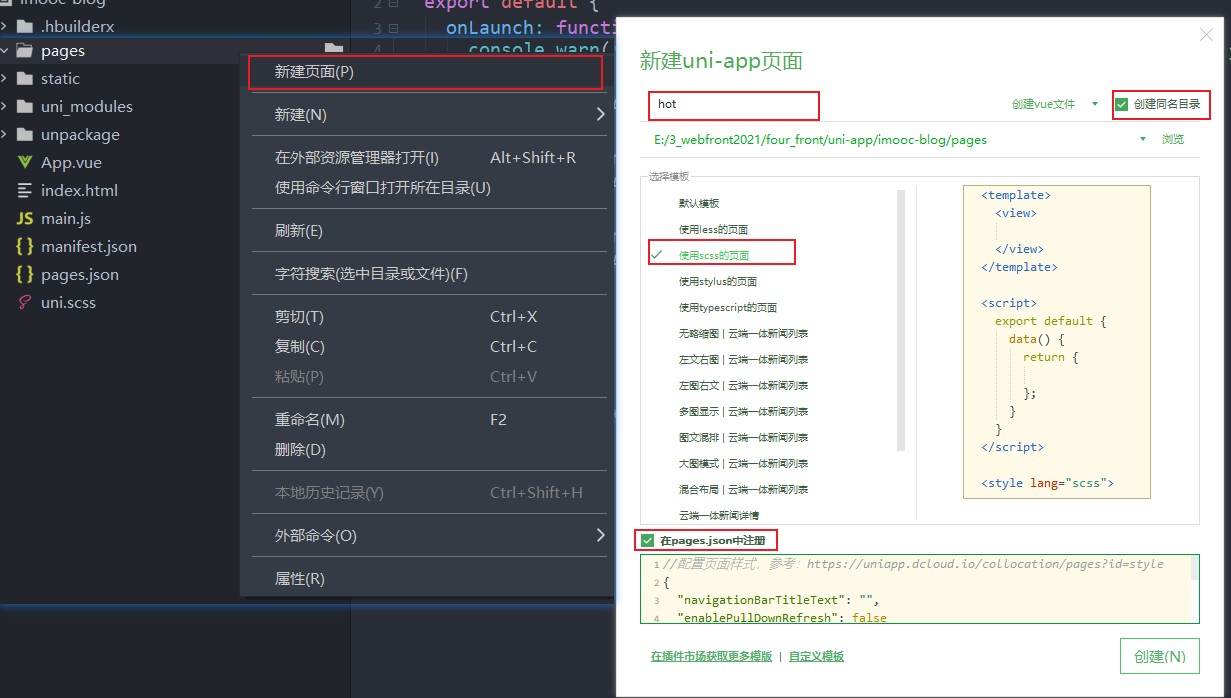 imooc-blog
.hbuilderx
pages
static
uni_modules
unpackage
App.vue
index.html
JS main.js
{ } manifest.json
{ } pages.json
uni.scss
2 export default {
3 onLaunch: functi
4 console.warn(
新建页面(P)
新建(N)
在外部资源管理器打开(I) Alt+Shift+R
使用命令行窗口打开所在目录(U)
刷新(E)
字符搜索(选中目录或文件)(F)
剪切(T) Ctrl+X
复制(C) Ctrl+C
粘贴(P) Ctrl+V
重命名(M) F2
删除(D)
本地历史记录(Y) Ctrl+Shift+H
外部命令(O)
属性(R)
新建uni-app页面
hot 创建vue文件 创建同名目录
E:/3_webfront2021/four_front/uni-app/imooc-blog/pages 浏览
选择模板
默认模板
使用less的页面
使用scss的页面
使用stylus的页面
使用typescript的页面
无略缩图 | 云端一体新闻列表
左文右图 | 云端一体新闻列表
左图右文 | 云端一体新闻列表
多图显示 | 云端一体新闻列表
图文混排 | 云端一体新闻列表
大图模式 | 云端一体新闻列表
混合布局 | 云端一体新闻列表
云端一体新闻详情
<template>
<view>
</view>
</template>
<script>
export default {
data() {
return {
};
}
}
</script>
<style lang="scss">
在pages.json中注册
1 //配置页面样式，参考：https://uniapp.dcloud.io/collocation/pages?id=style
2 {
3 "navigationBarTitleText": "",
4 "enablePullDownRefresh": false
在插件市场获取更多模版 | 自定义模板
创建(N)